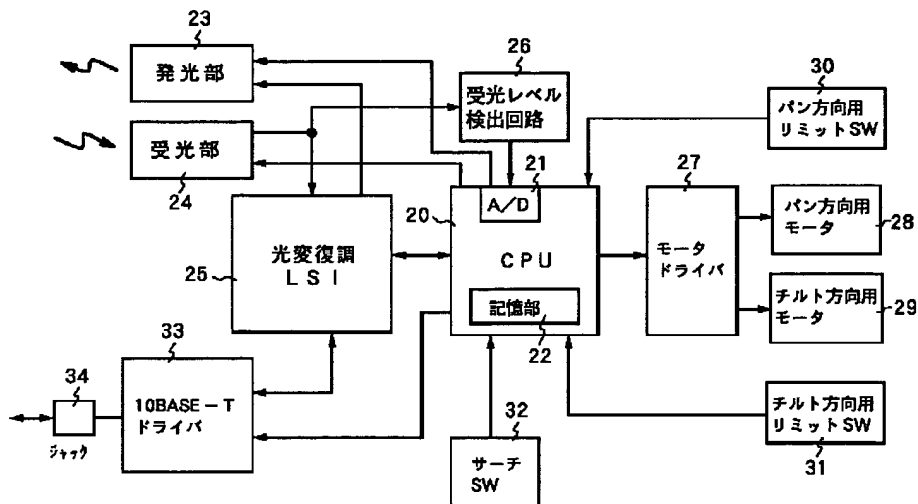 23
発光部
受光部
24
26
受光レベル
検出回路
30
パン方向用
リミットSW
21
A/D
20
CPU
記憶部
22
27
モータ
ドライバ
パン方向用
モータ
28
チルト方向用
モータ
29
25
光変復調
LSI
33
10BASE-T
ドライバ
34
ジャック
32
サーチ
SW
チルト方向用
リミットSW
31